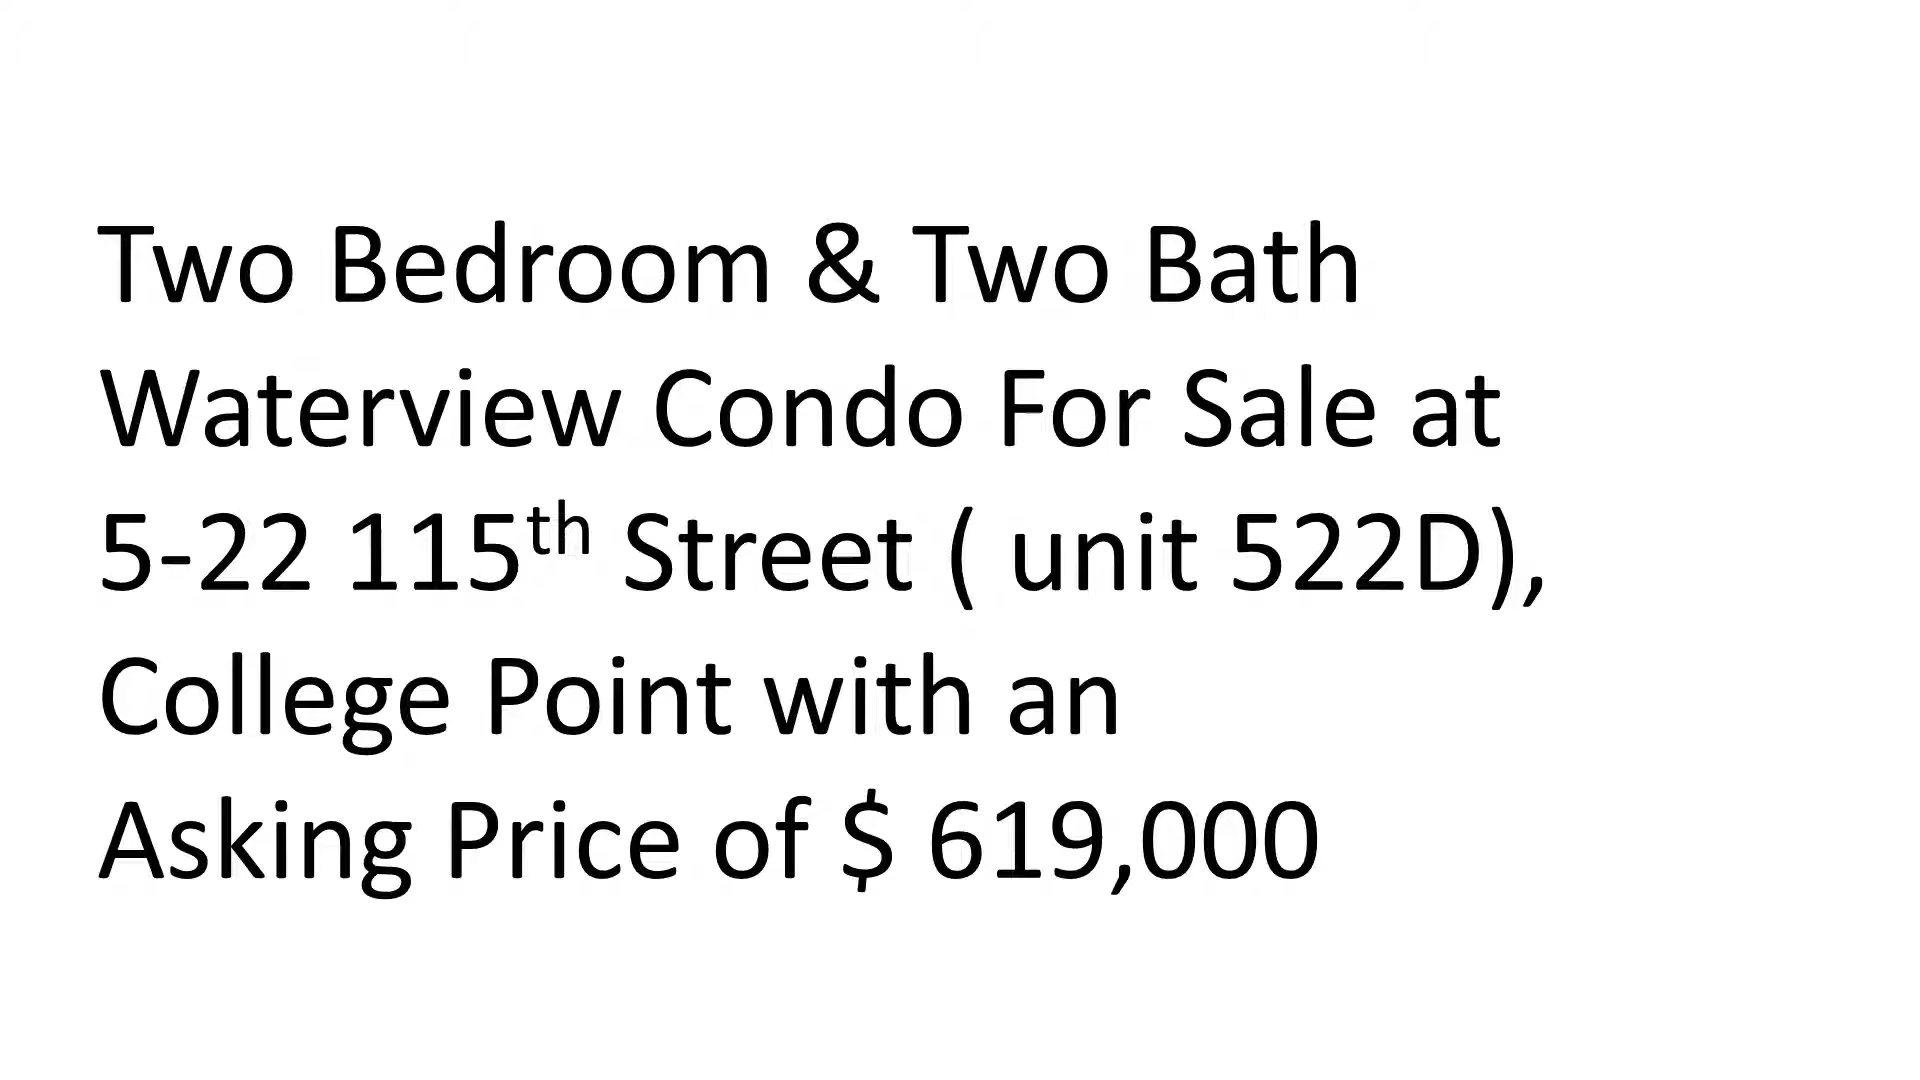 Two Bedroom & Two Bath
Waterview Condo For Sale at
5-22 115th Street ( unit 522D),
College Point with an
Asking Price of $ 619,000